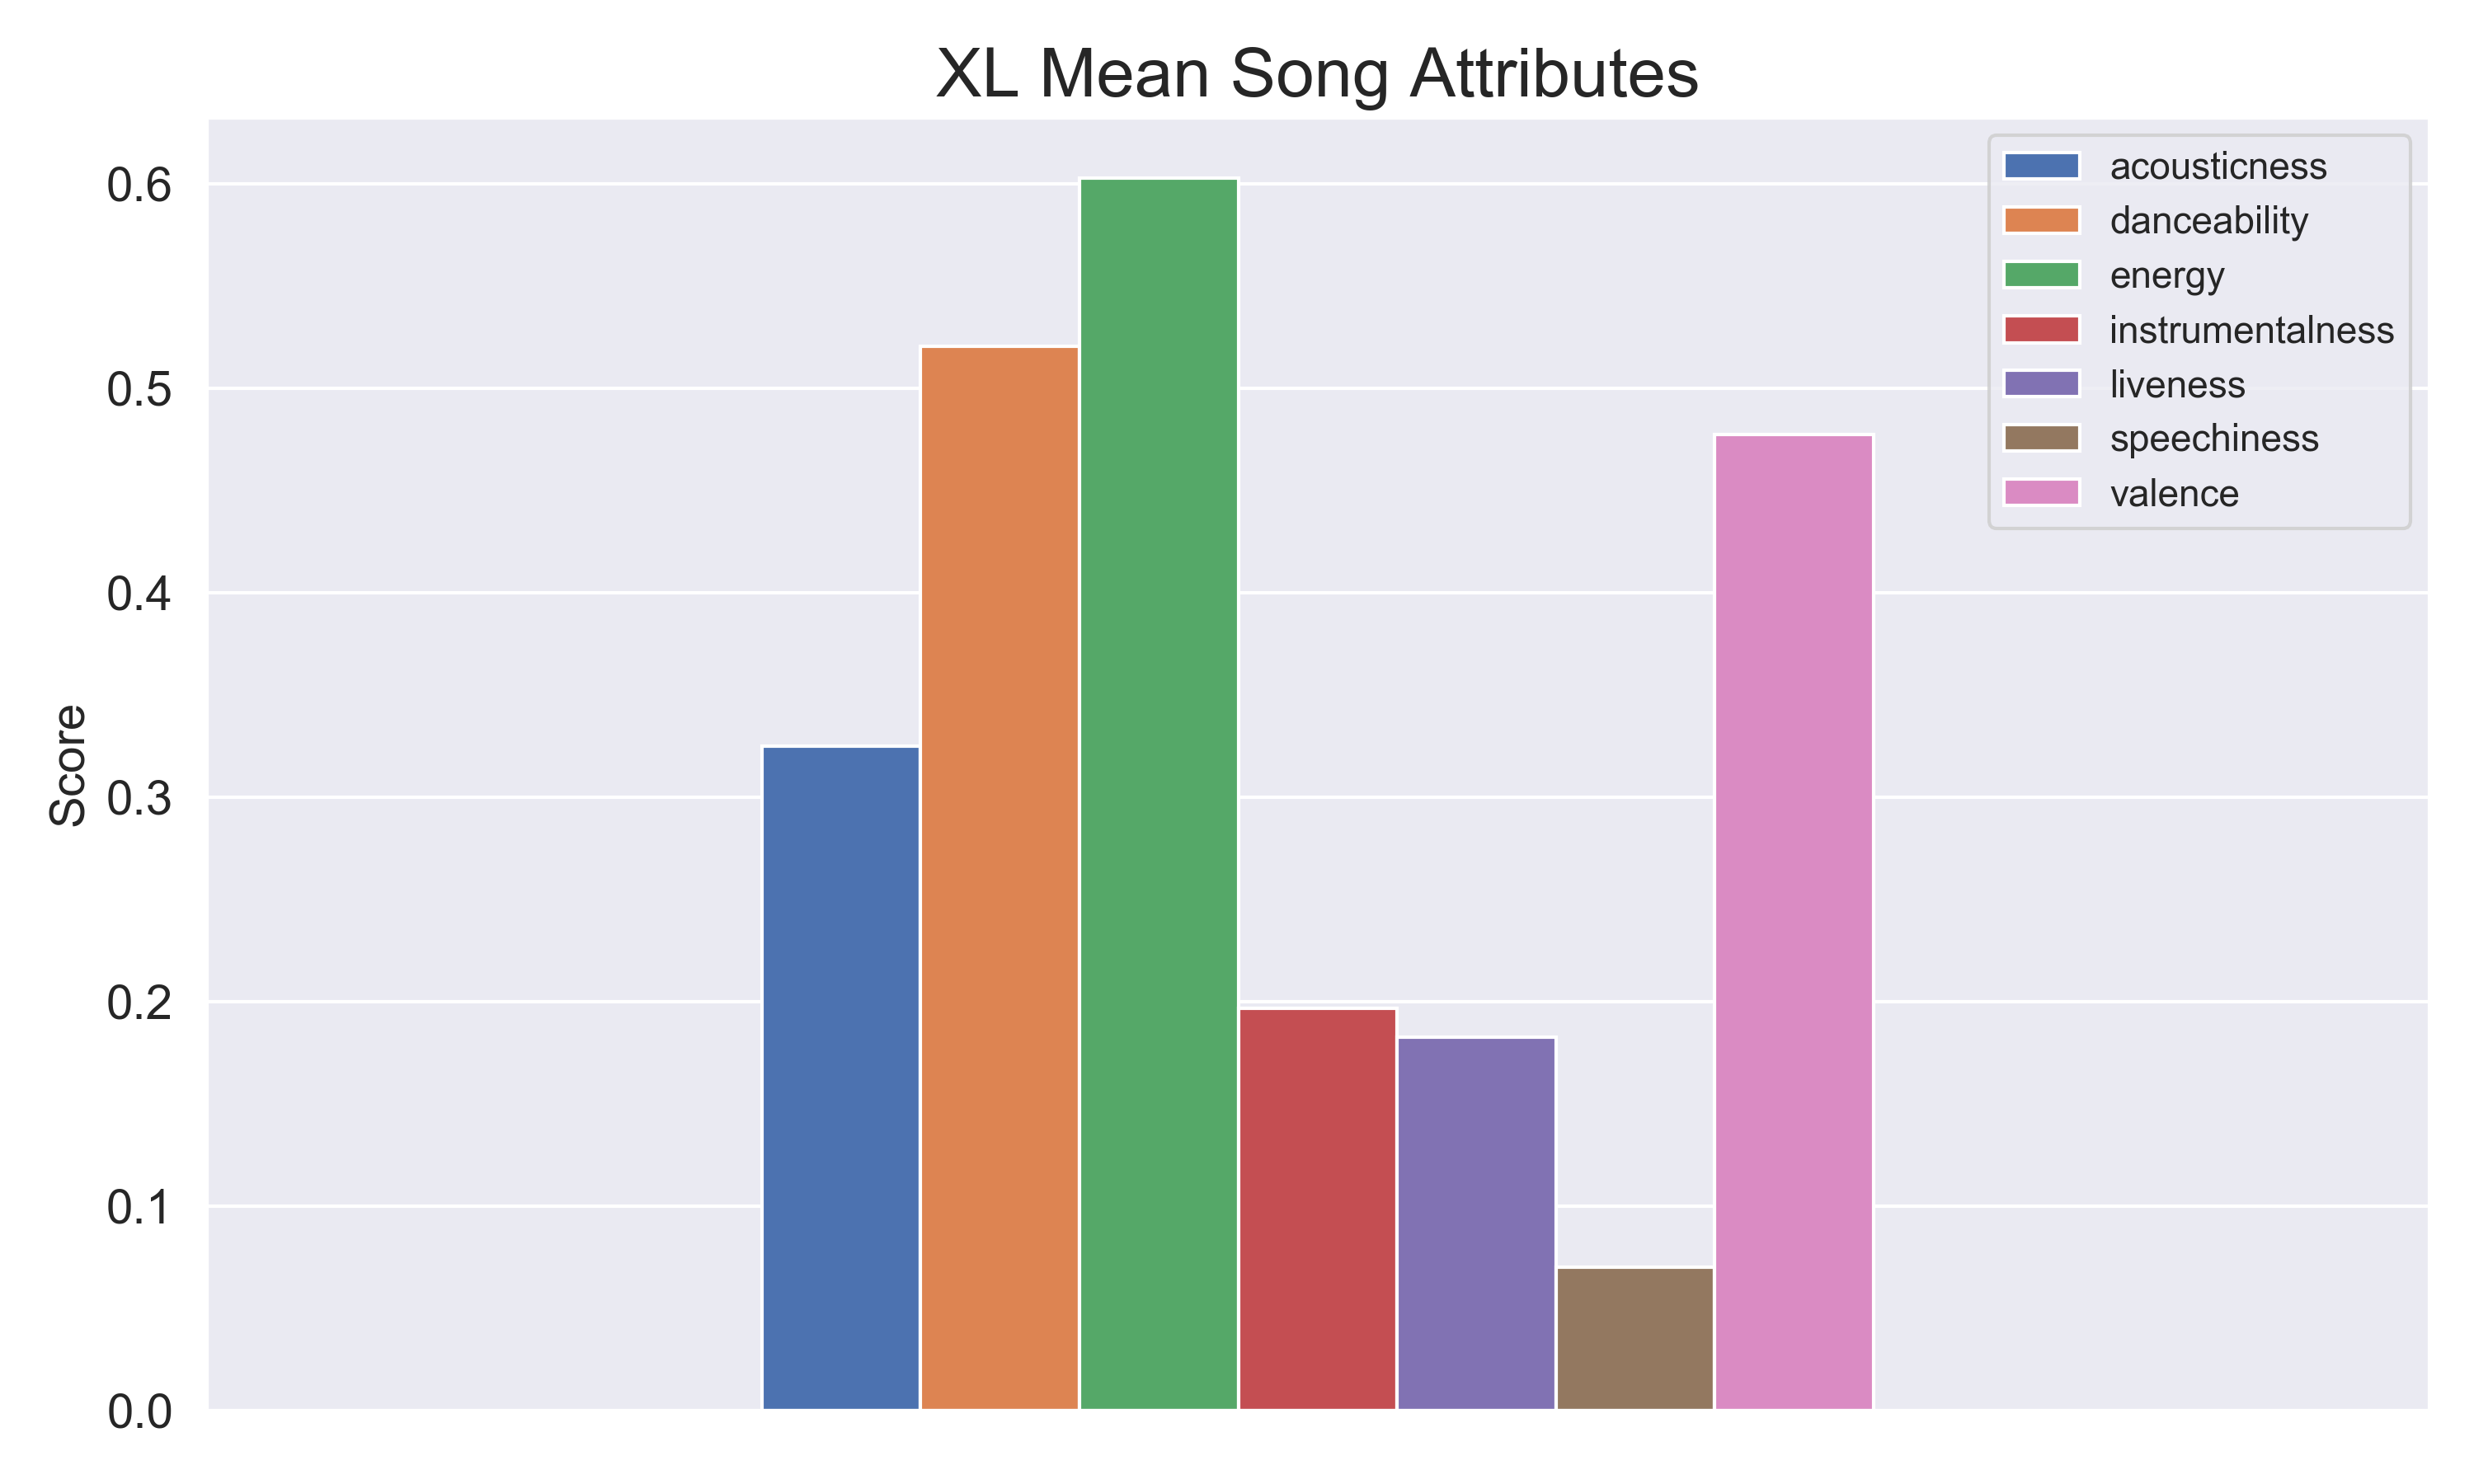 XL Mean Song Attributes
Score
0.6
0.5
0.4
0.3
0.2
0.1
0.0
acousticness
danceability
energy
instrumentalness
liveness
speechiness
valence